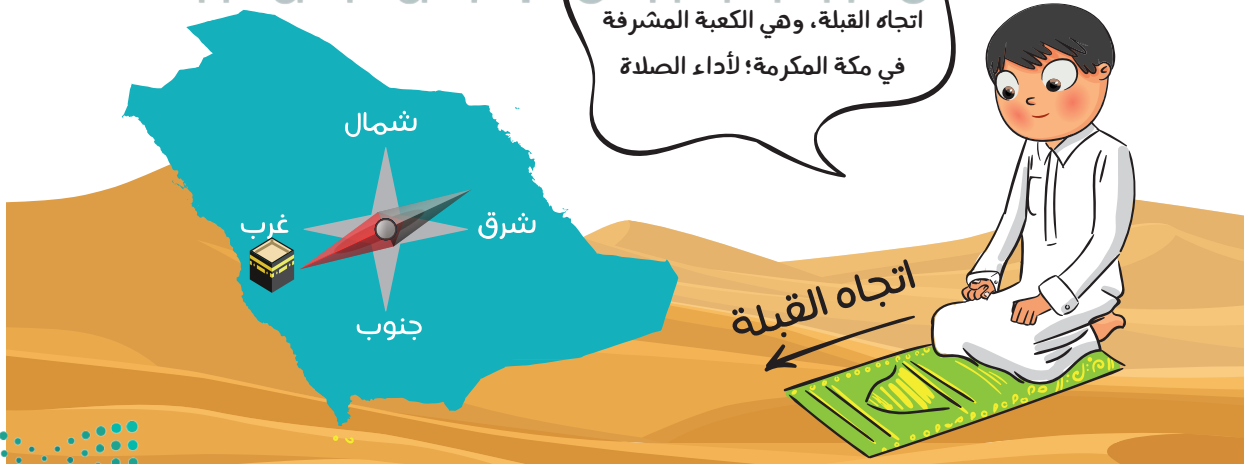 اتجاه القبلة، وهي الكعبة المشرفة
في مكة المكرمة؛ لأداء الصلاة
شمال
شرق
غرب
جنوب
اتجاه القبلة